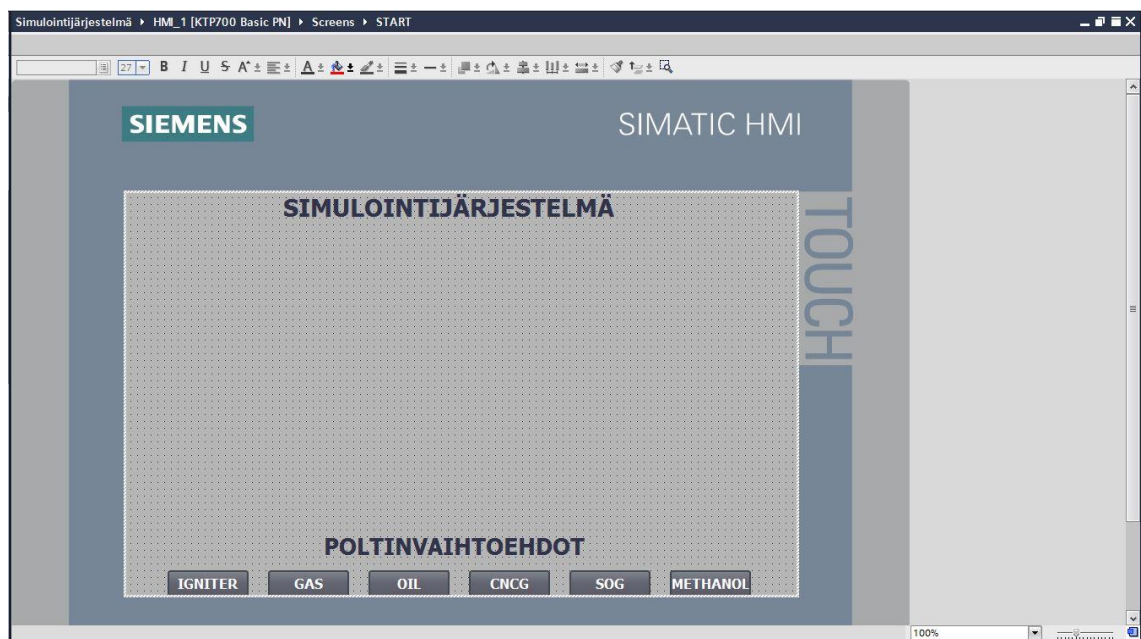 Simulointijärjestelmä ▸ HMI_1 [KTP700 Basic PN] ▸ Screens ▸ START
27 B I U S A A
SIEMENS SIMATIC HMI
TOUCH
SIMULOINTIJÄRJESTELMÄ
POLTINVAIHTOEHDOT
IGNITER GAS OIL CNCG SOG METHANOL
100%